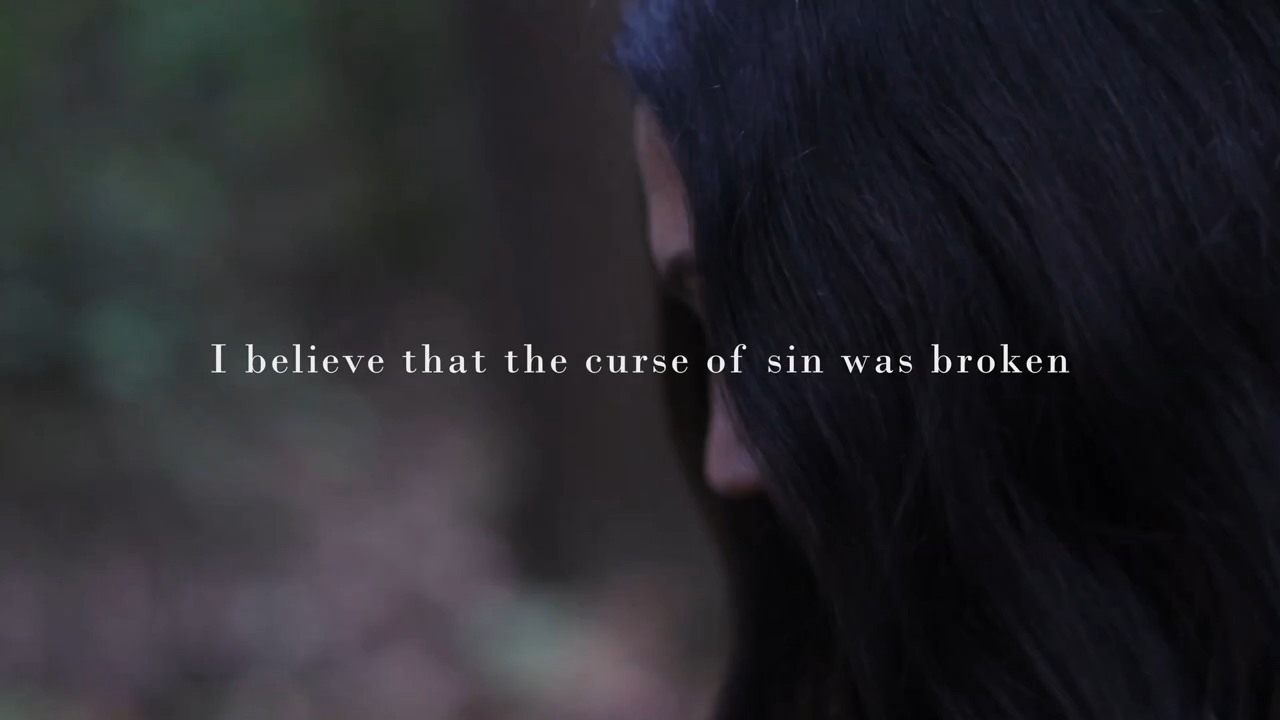 I believe that the curse of sin was broken